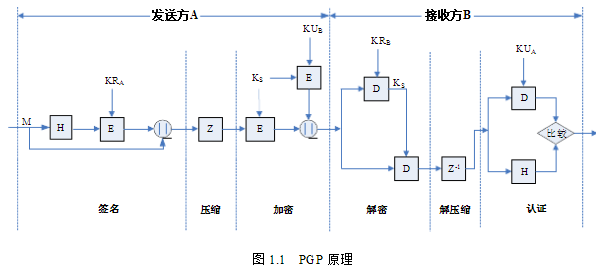 发送方A
接收方B
KU_B
KR_B
KU_A
KR_A
K_S
E
D
K_S
D
M
H
E
||
Z
E
||
比较
D
Z⁻¹
H
签名
压缩
加密
解密
解压缩
认证
图 1.1 PGP 原理